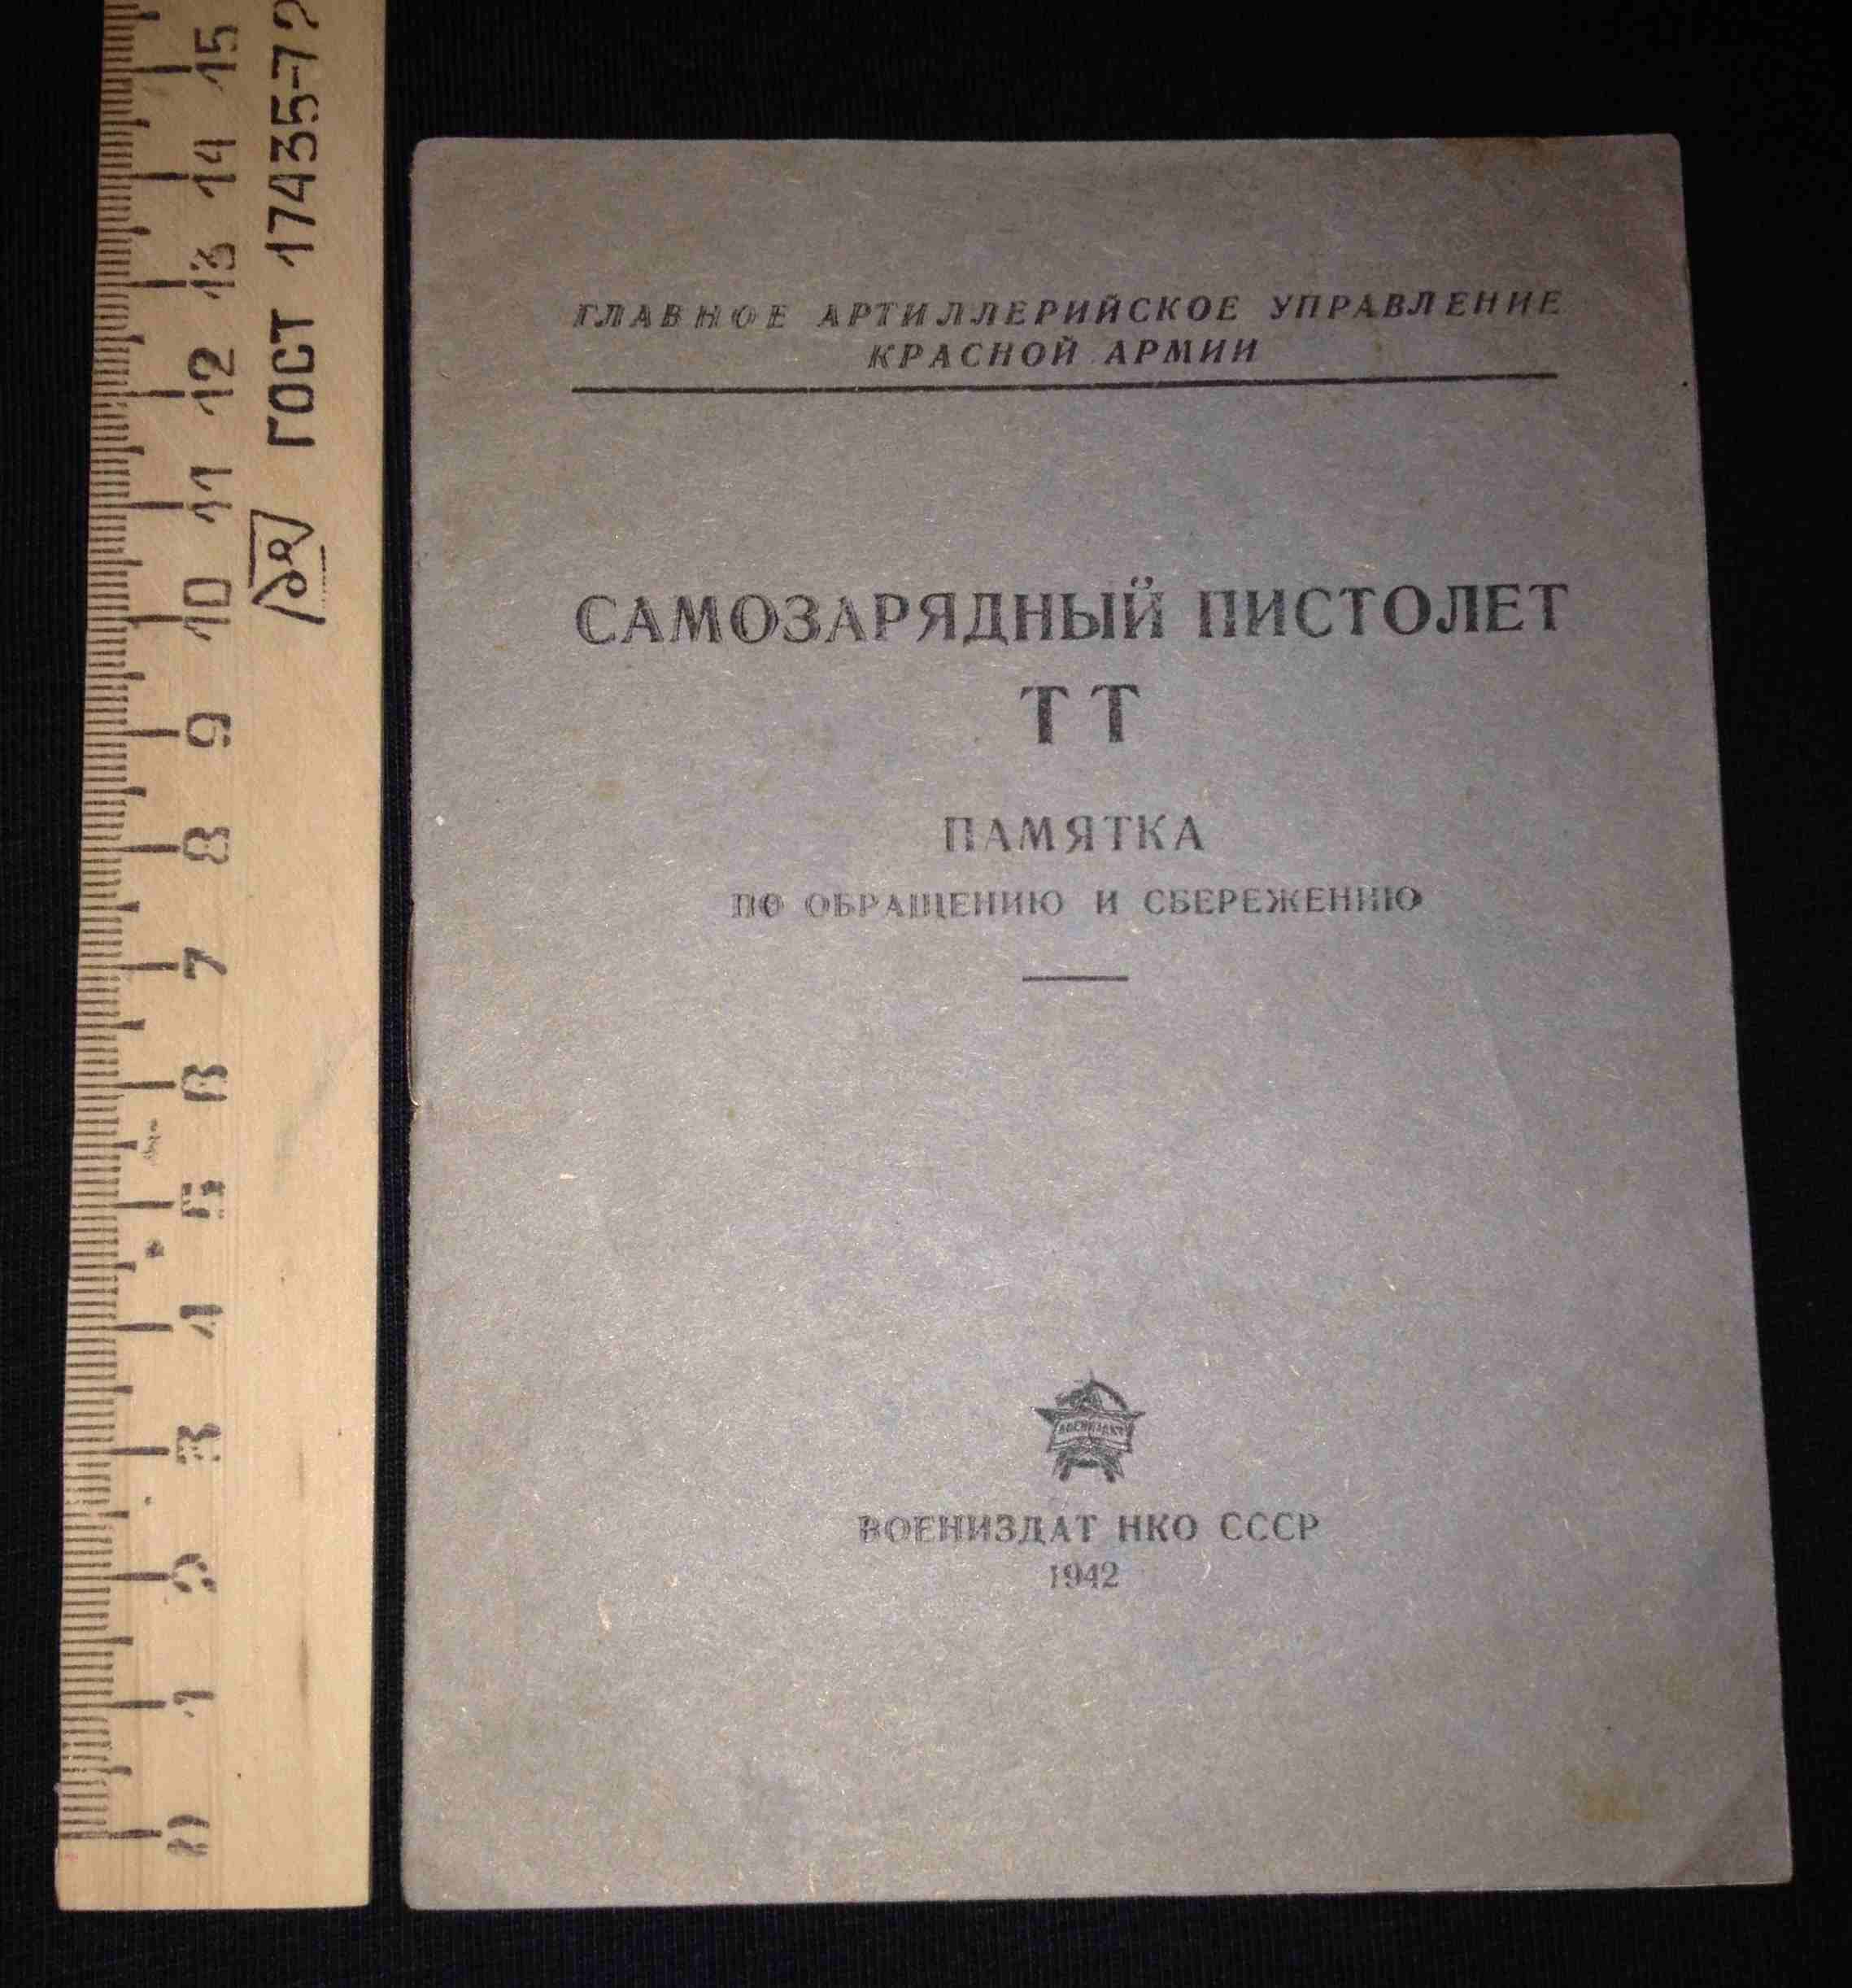 ГЛАВНОЕ АРТИЛЛЕРИЙСКОЕ УПРАВЛЕНИЕ
КРАСНОЙ АРМИИ
САМОЗАРЯДНЫЙ ПИСТОЛЕТ
ТТ
ПАМЯТКА
ПО ОБРАЩЕНИЮ И СБЕРЕЖЕНИЮ
ВОЕНИЗДАТ
ВОЕНИЗДАТ НКО СССР
1942
ГОСТ 17435-72
0 1 2 3 4 5 6 7 8 9 10 11 12 13 14 15